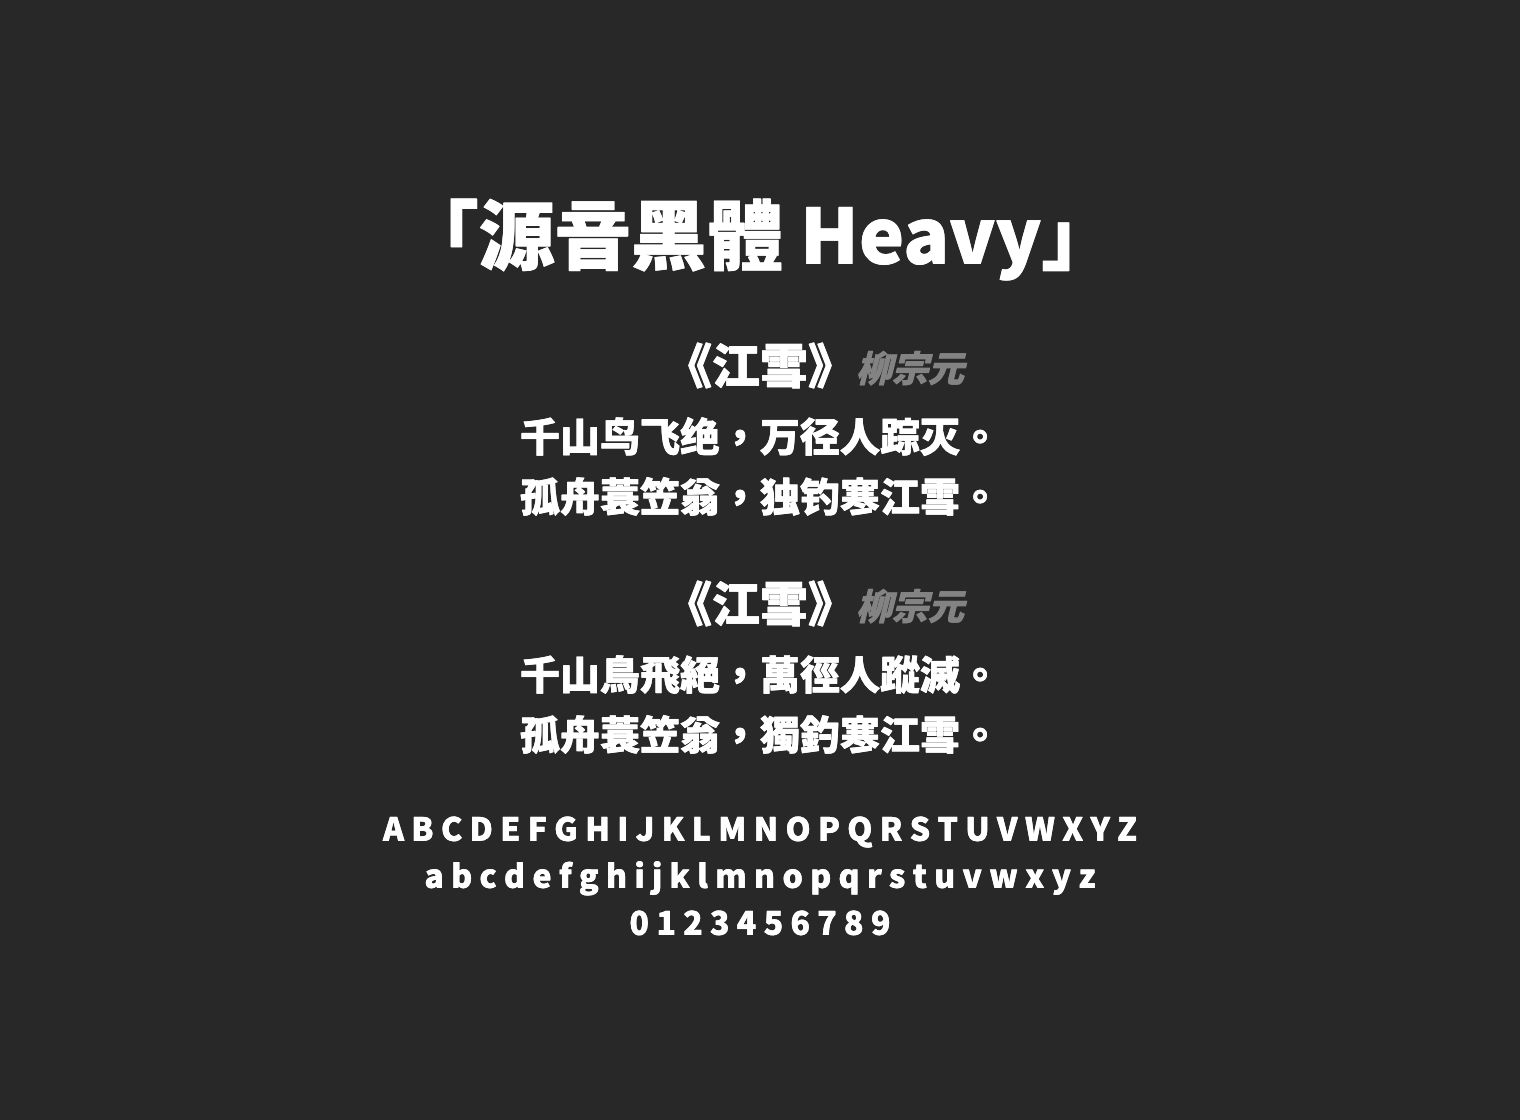 「源音黑體 Heavy」
《江雪》 柳宗元
千山鸟飞绝，万径人踪灭。
孤舟蓑笠翁，独钓寒江雪。
《江雪》 柳宗元
千山鳥飛絕，萬徑人蹤滅。
孤舟蓑笠翁，獨釣寒江雪。
A B C D E F G H I J K L M N O P Q R S T U V W X Y Z
a b c d e f g h i j k l m n o p q r s t u v w x y z
0 1 2 3 4 5 6 7 8 9